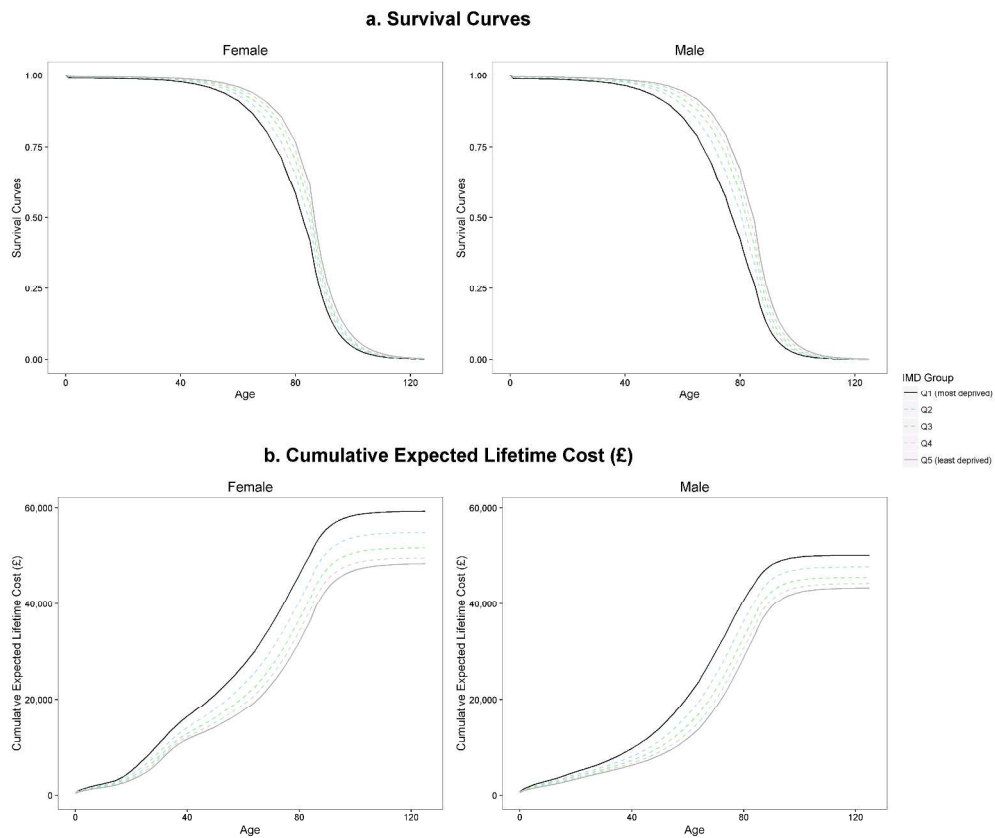 a. Survival Curves
Female
Male
Survival Curves
1.00
0.75
0.50
0.25
0.00
0
40
80
120
Age
Survival Curves
1.00
0.75
0.50
0.25
0.00
0
40
80
120
Age
IMD Group
Q1 (most deprived)
Q2
Q3
Q4
Q5 (least deprived)
b. Cumulative Expected Lifetime Cost (£)
Female
Male
Cumulative Expected Lifetime Cost (£)
60,000
40,000
20,000
0
0
40
80
120
Age
Cumulative Expected Lifetime Cost (£)
60,000
40,000
20,000
0
0
40
80
120
Age